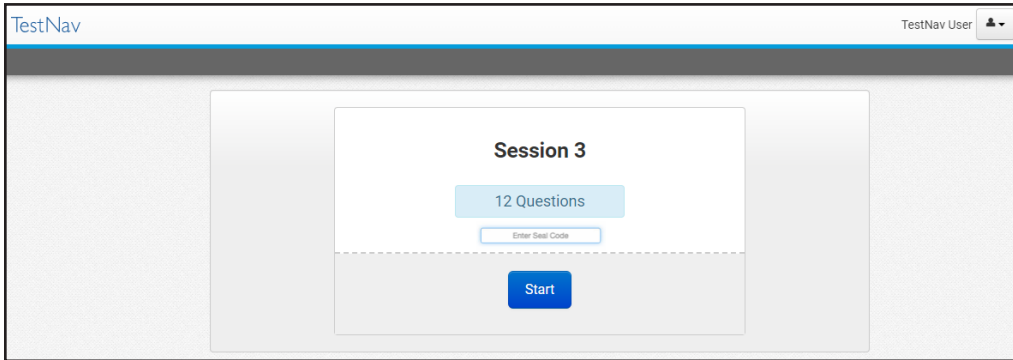 TestNav
TestNav User
Session 3
12 Questions
Enter Seal Code
Start